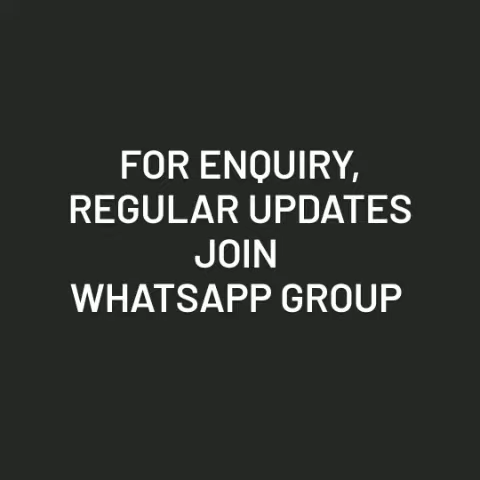 FOR ENQUIRY,
REGULAR UPDATES
JOIN
WHATSAPP GROUP